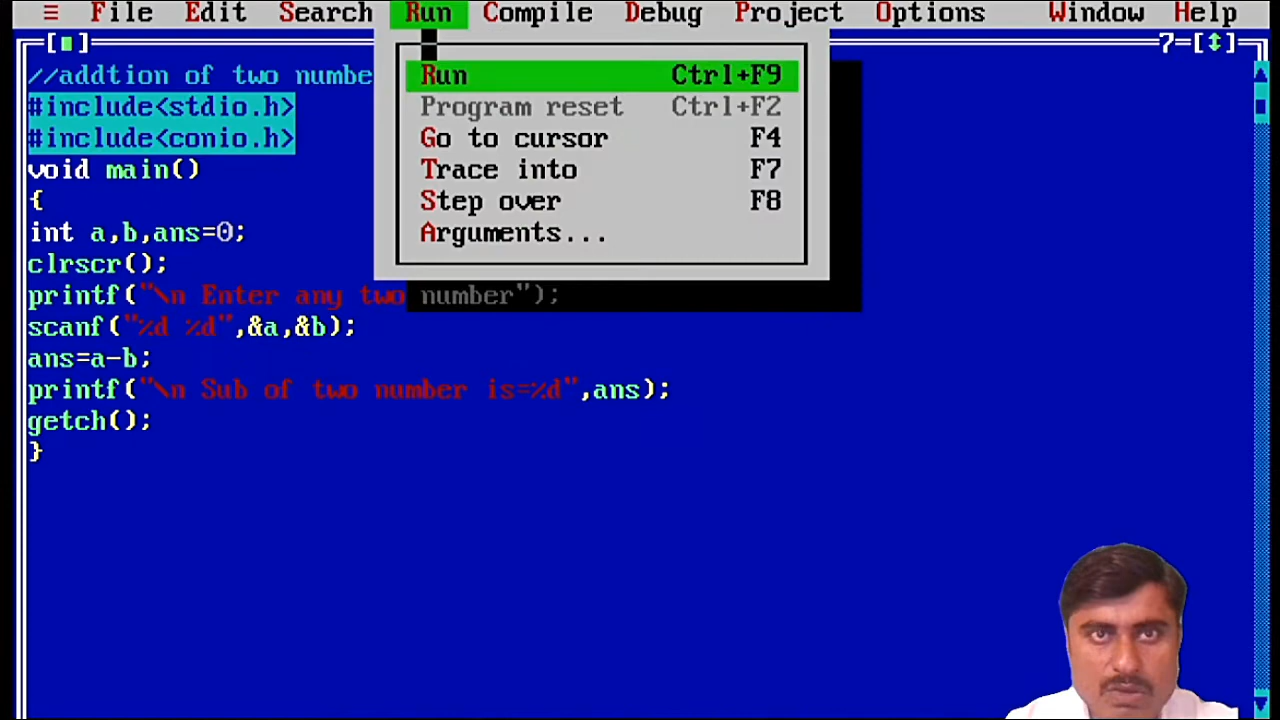 ≡ File Edit Search Run Compile Debug Project Options Window Help
7=[↕]
//addtion of two numbe
#include<stdio.h>
#include<conio.h>
void main()
{
int a,b,ans=0;
clrscr();
printf("\n Enter any two number");
scanf("%d %d",&a,&b);
ans=a-b;
printf("\n Sub of two number is=%d",ans);
getch();
}
Run Ctrl+F9
Program reset Ctrl+F2
Go to cursor F4
Trace into F7
Step over F8
Arguments...